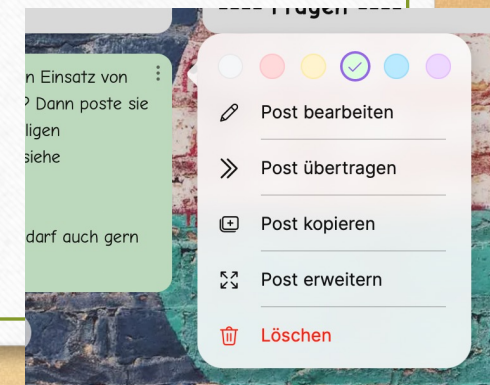 ---- Fragen ----
n Einsatz von
? Dann poste sie
ligen
siehe
darf auch gern
Post bearbeiten
Post übertragen
Post kopieren
Post erweitern
Löschen